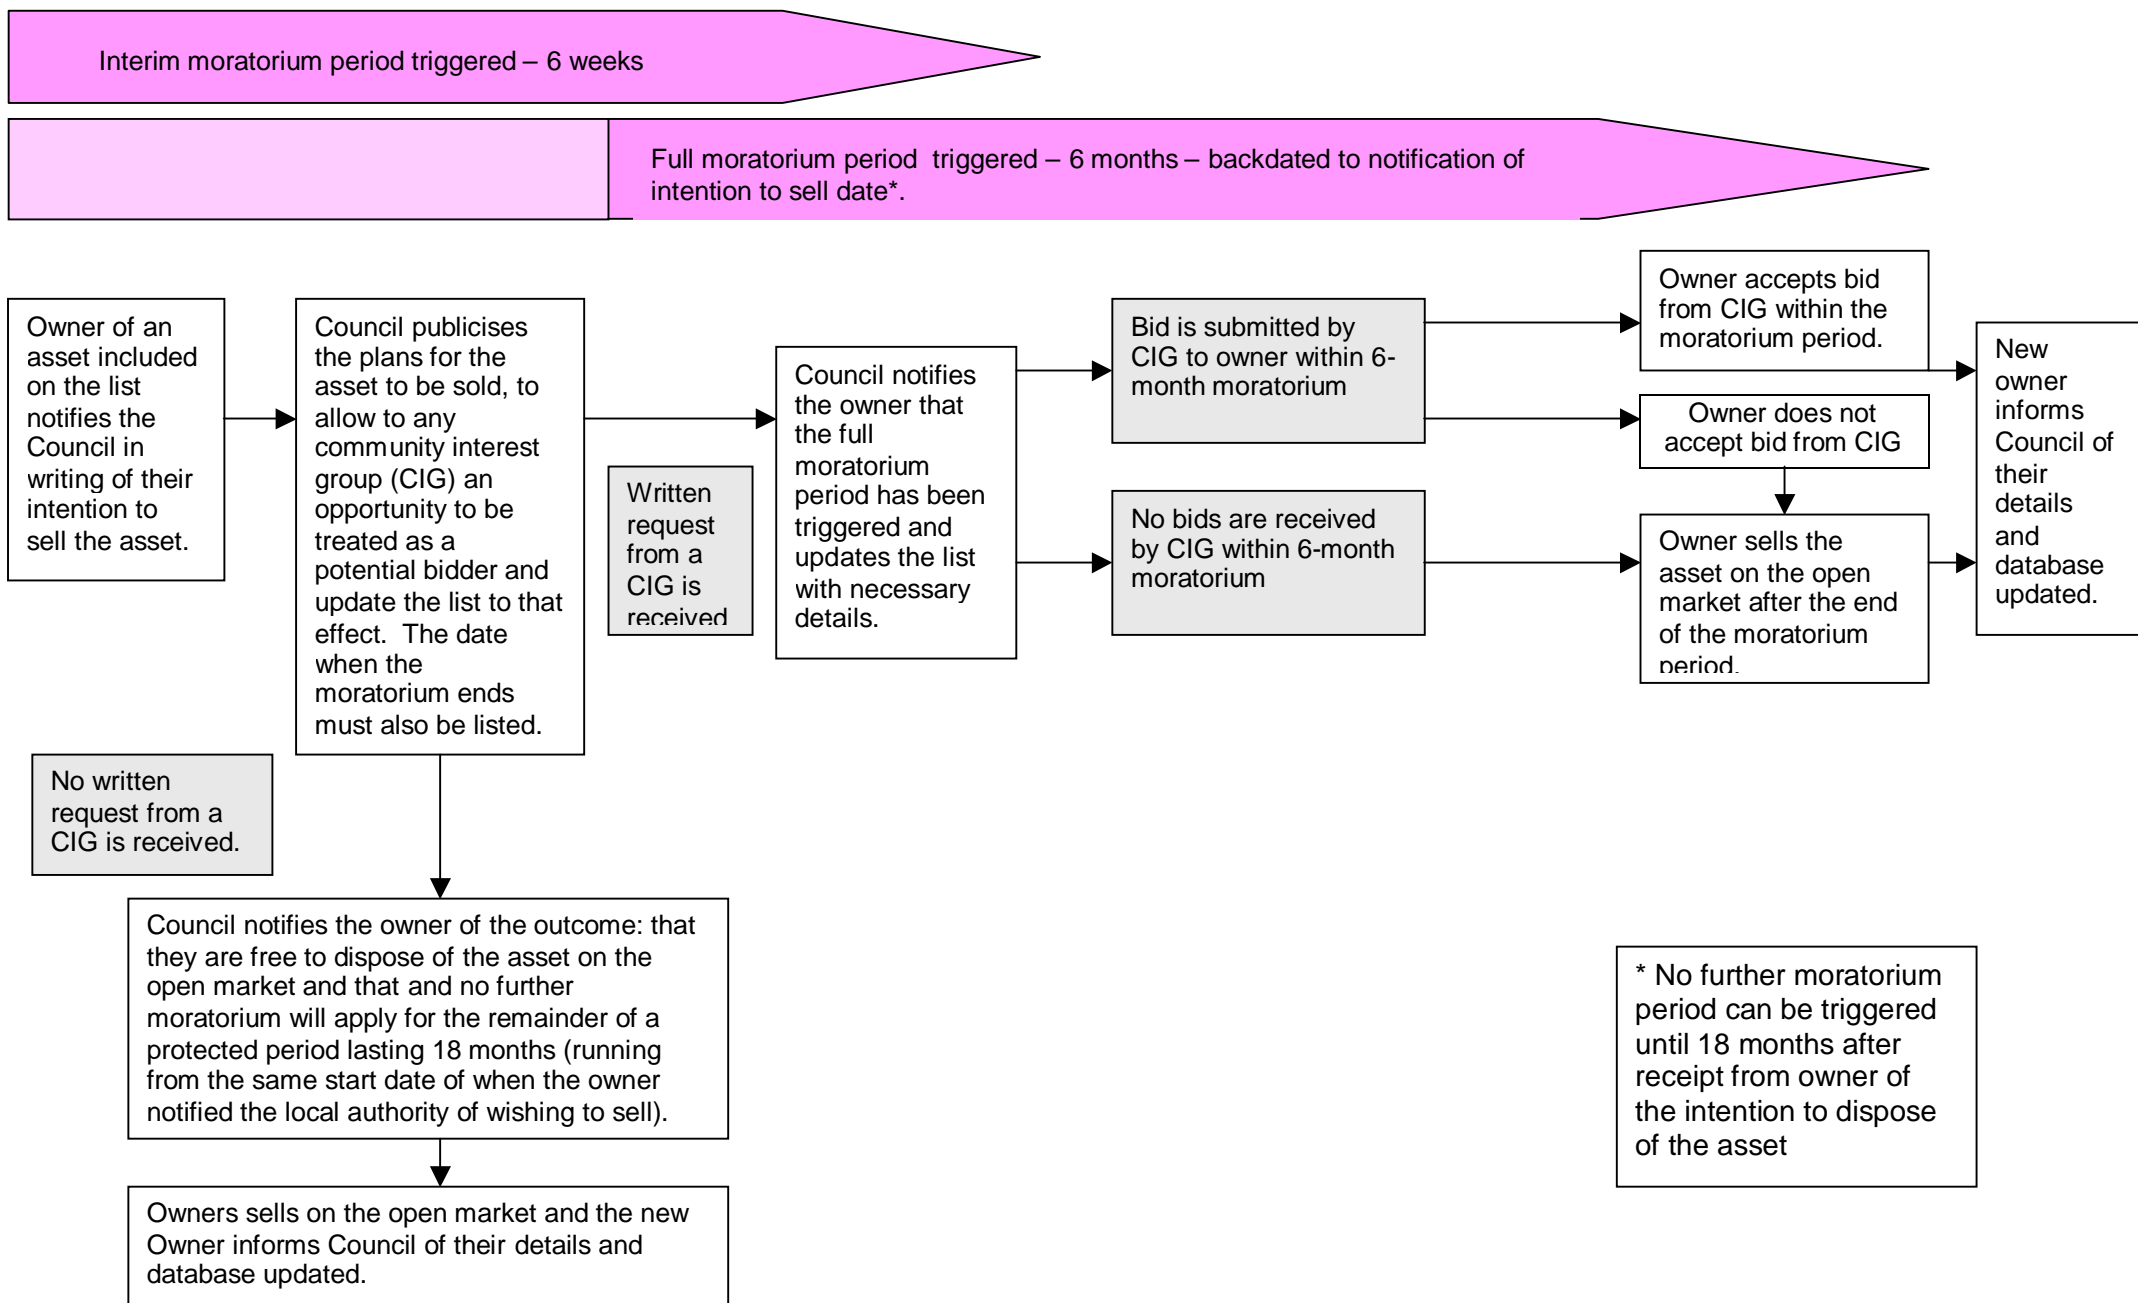 Interim moratorium period triggered – 6 weeks
Full moratorium period  triggered – 6 months – backdated to notification of
intention to sell date*.
Owner of an
asset included
on the list
notifies the
Council in
writing of their
intention to
sell the asset.
Council publicises
the plans for the
asset to be sold, to
allow to any
community interest
group (CIG) an
opportunity to be
treated as a
potential bidder and
update the list to that
effect.  The date
when the
moratorium ends
must also be listed.
Written
request
from a
CIG is
received
Council notifies
the owner that
the full
moratorium
period has been
triggered and
updates the list
with necessary
details.
Bid is submitted by
CIG to owner within 6-
month moratorium
No bids are received
by CIG within 6-month
moratorium
Owner accepts bid
from CIG within the
moratorium period.
Owner does not
accept bid from CIG
Owner sells the
asset on the open
market after the end
of the moratorium
period.
New
owner
informs
Council of
their
details
and
database
updated.
No written
request from a
CIG is received.
Council notifies the owner of the outcome: that
they are free to dispose of the asset on the
open market and that and no further
moratorium will apply for the remainder of a
protected period lasting 18 months (running
from the same start date of when the owner
notified the local authority of wishing to sell).
Owners sells on the open market and the new
Owner informs Council of their details and
database updated.
* No further moratorium
period can be triggered
until 18 months after
receipt from owner of
the intention to dispose
of the asset